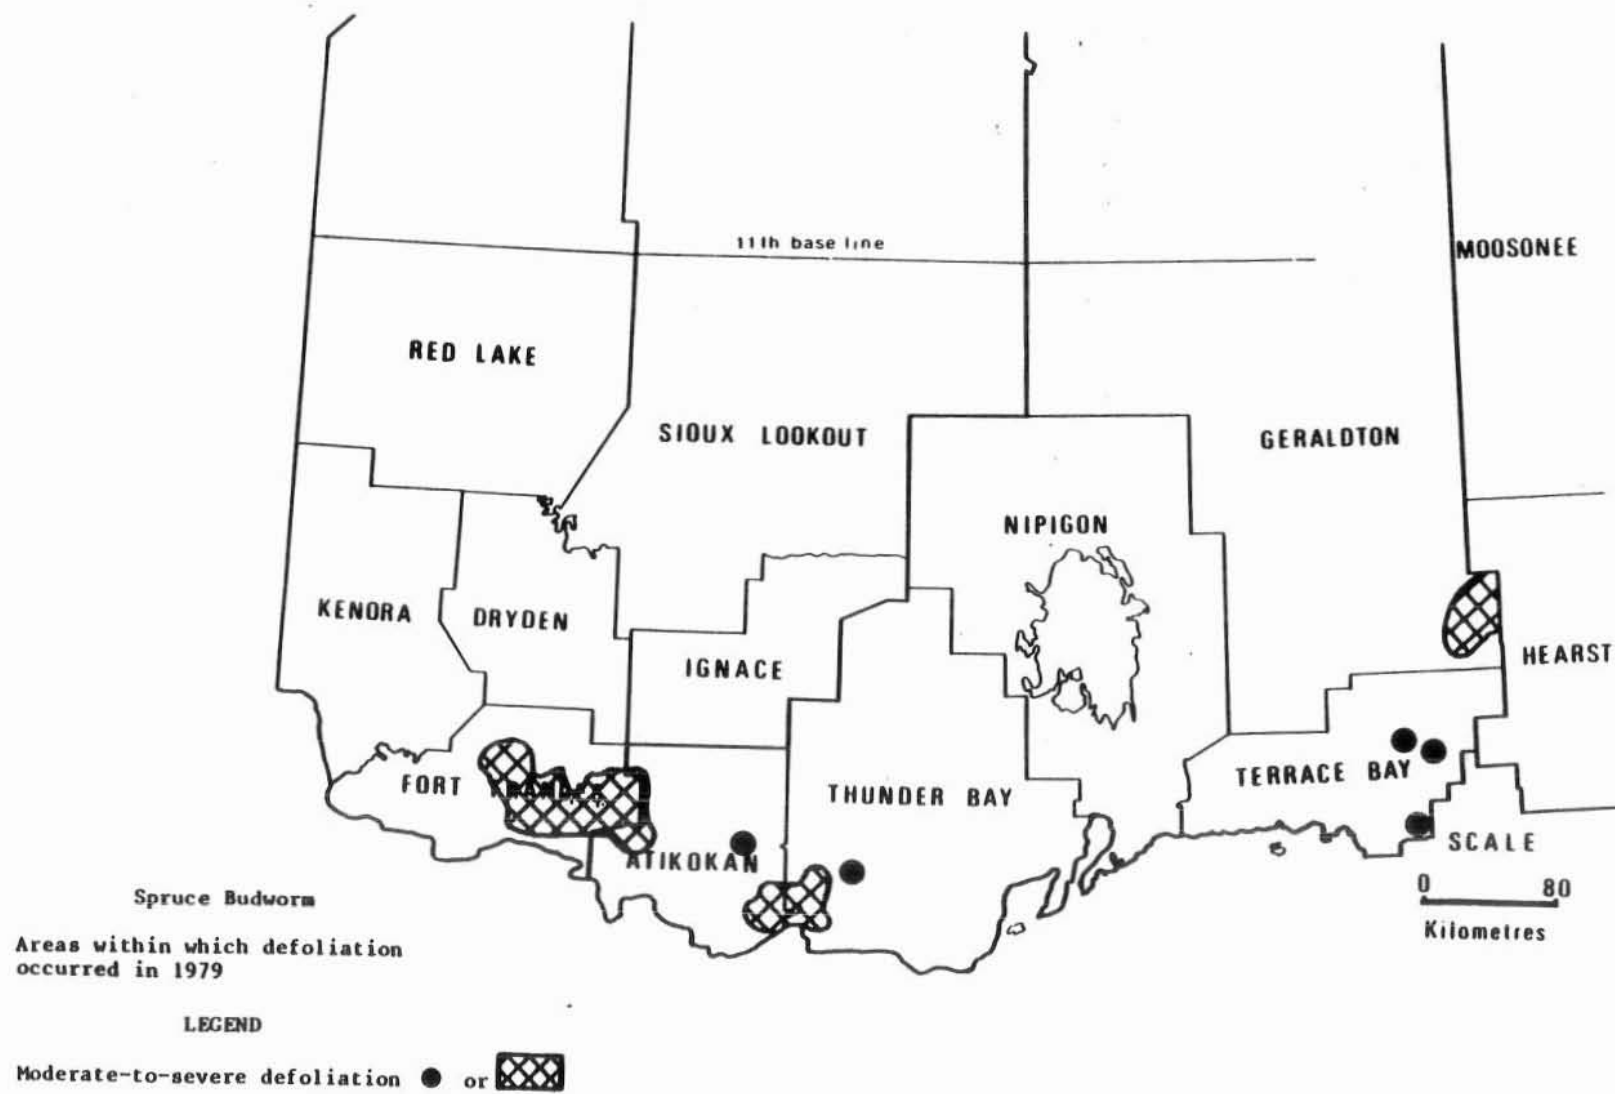 11th base line
MOOSONEE
RED LAKE
SIOUX LOOKOUT
GERALDTON
NIPIGON
KENORA
DRYDEN
IGNACE
HEARST
FORT
THUNDER BAY
TERRACE BAY
ATIKOKAN
SCALE
0 80
Kilometres
Spruce Budworm
Areas within which defoliation
occurred in 1979
LEGEND
Moderate-to-severe defoliation or